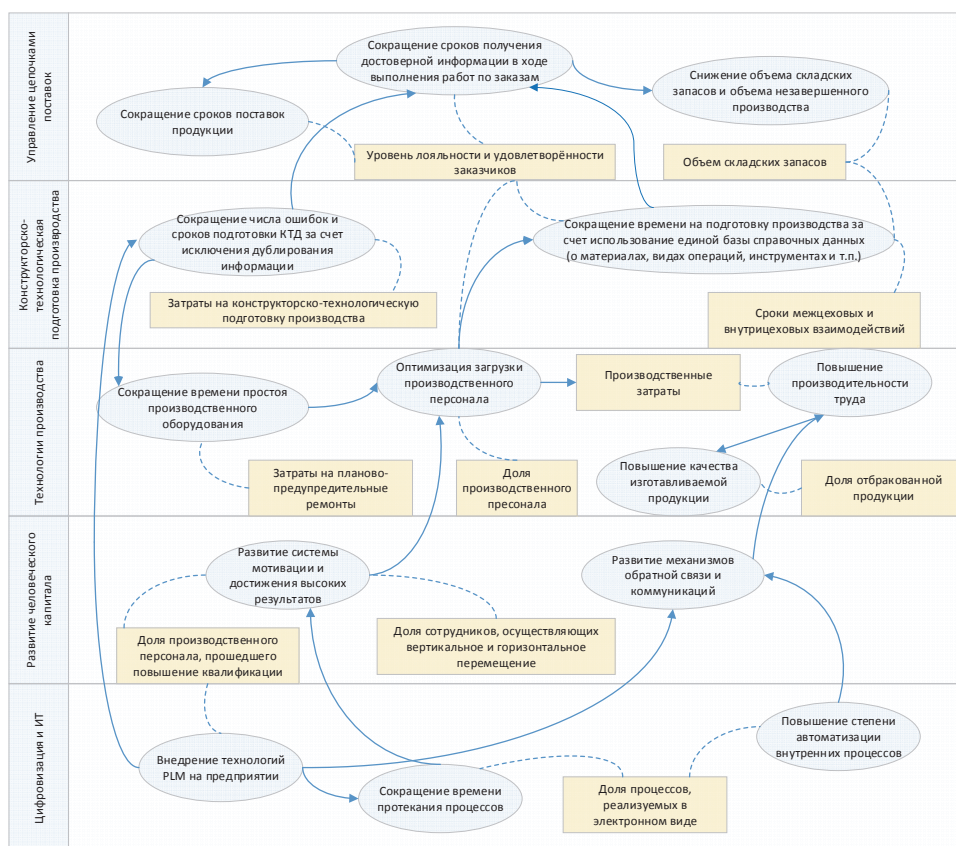 Управление цепочками
поставок
Сокращение сроков получения
достоверной информации в ходе
выполнения работ по заказам
Снижение объема складских
запасов и объема незавершенного
производства
Сокращение сроков поставок
продукции
Уровень лояльности и удовлетворённости
заказчиков
Объем складских запасов
Конструкторско-
технологическая
подготовка производства
Сокращение числа ошибок и
сроков подготовки КТД за счет
исключения дублирования
информации
Сокращение времени на подготовку производства за
счет использование единой базы справочных данных
(о материалах, видах операций, инструментах и т.п.)
Затраты на конструкторско-технологическую
подготовку производства
Сроки межцеховых и
внутрицеховых взаимодействий
Технологии производства
Сокращение времени простоя
производственного
оборудования
Оптимизация загрузки
производственного
персонала
Производственные
затраты
Повышение
производительности
труда
Затраты на планово-
предупредительные
ремонты
Доля
производственного
пресонала
Повышение качества
изготавливаемой
продукции
Доля отбракованной
продукции
Развитие человеческого
капитала
Развитие системы
мотивации и
достижения высоких
результатов
Развитие механизмов
обратной связи и
коммуникаций
Доля производственного
персонала, прошедшего
повышение квалификации
Доля сотрудников, осуществляющих
вертикальное и горизонтальное
перемещение
Цифровизация и ИТ
Внедрение технологий
PLM на предприятии
Сокращение времени
протекания процессов
Доля процессов,
реализуемых в
электронном виде
Повышение степени
автоматизации
внутренних процессов